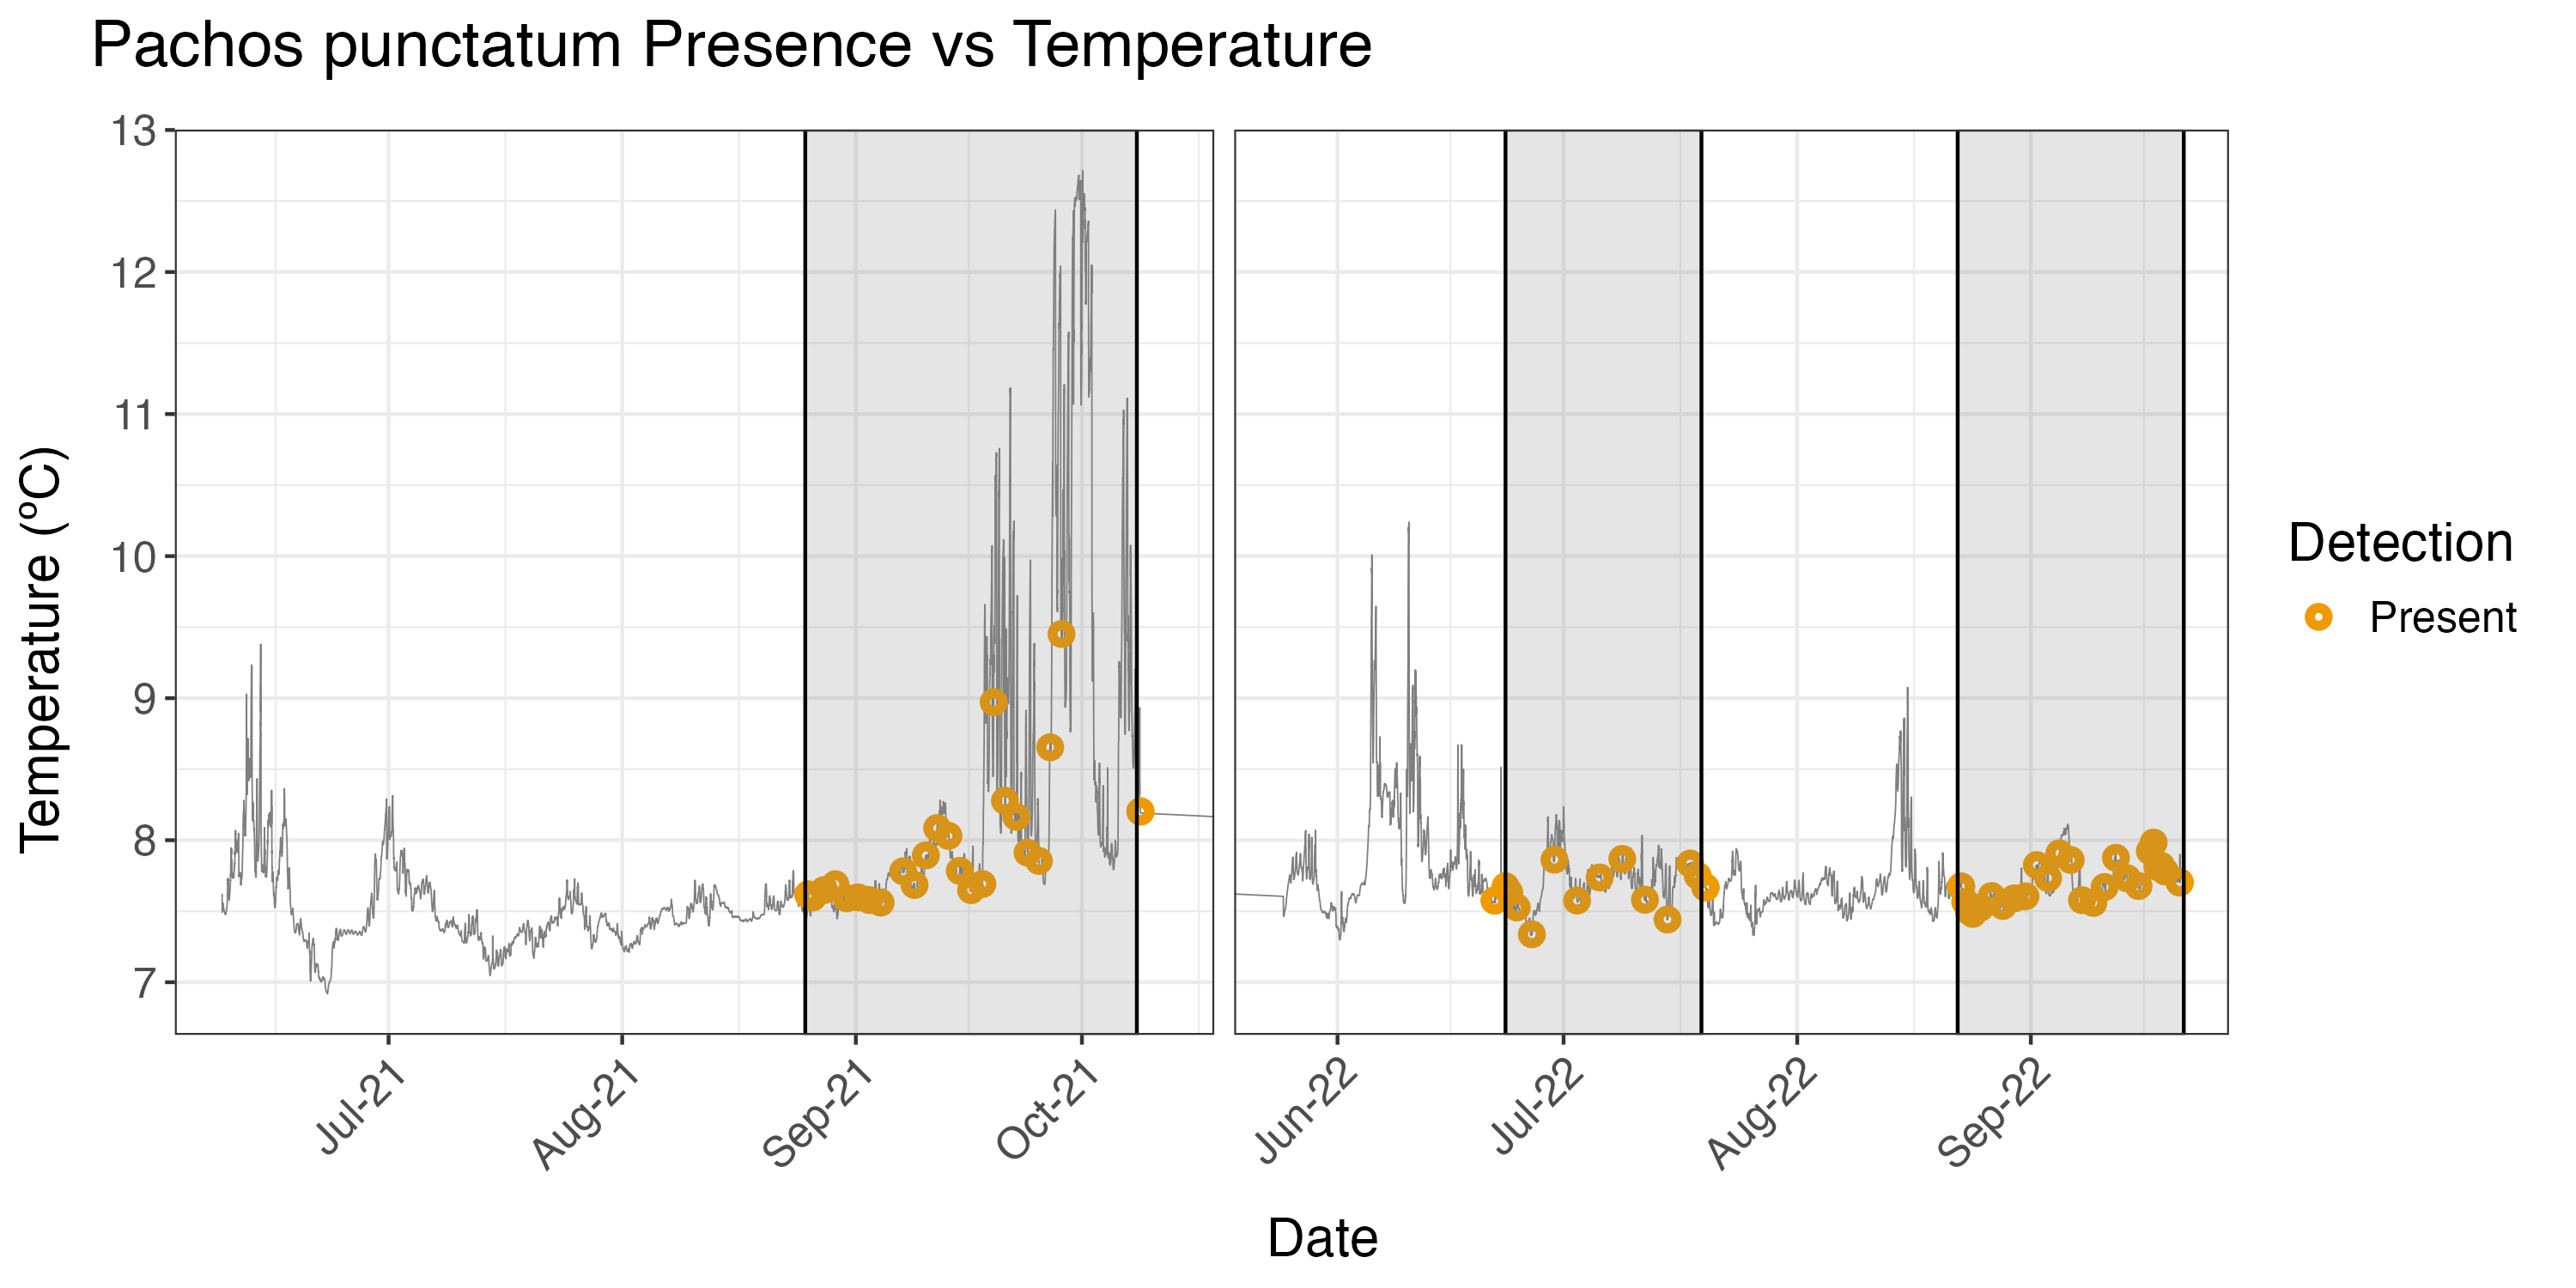 Pachos punctatum Presence vs Temperature
13
12
11
10
9
8
7
Temperature (ºC)
Jul-21
Aug-21
Sep-21
Oct-21
Jun-22
Jul-22
Aug-22
Sep-22
Date
Detection
Present